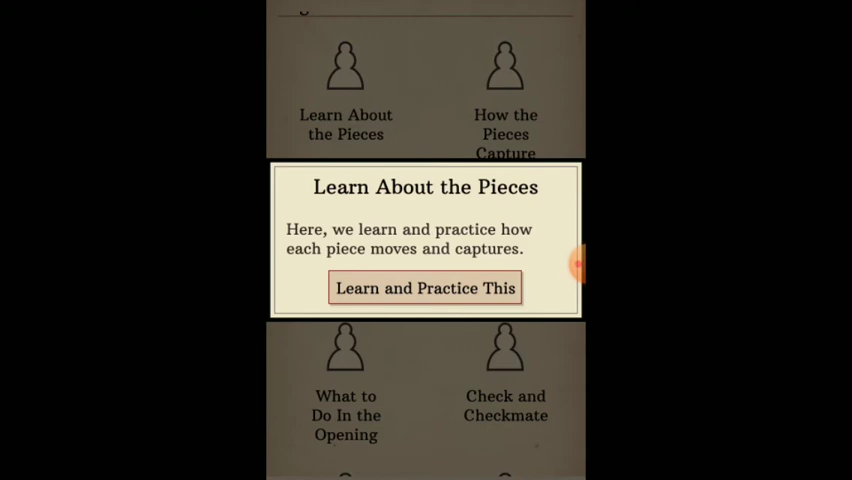 Learn About
the Pieces
How the
Pieces
Capture
Learn About the Pieces
Here, we learn and practice how
each piece moves and captures.
Learn and Practice This
What to
Do In the
Opening
Check and
Checkmate